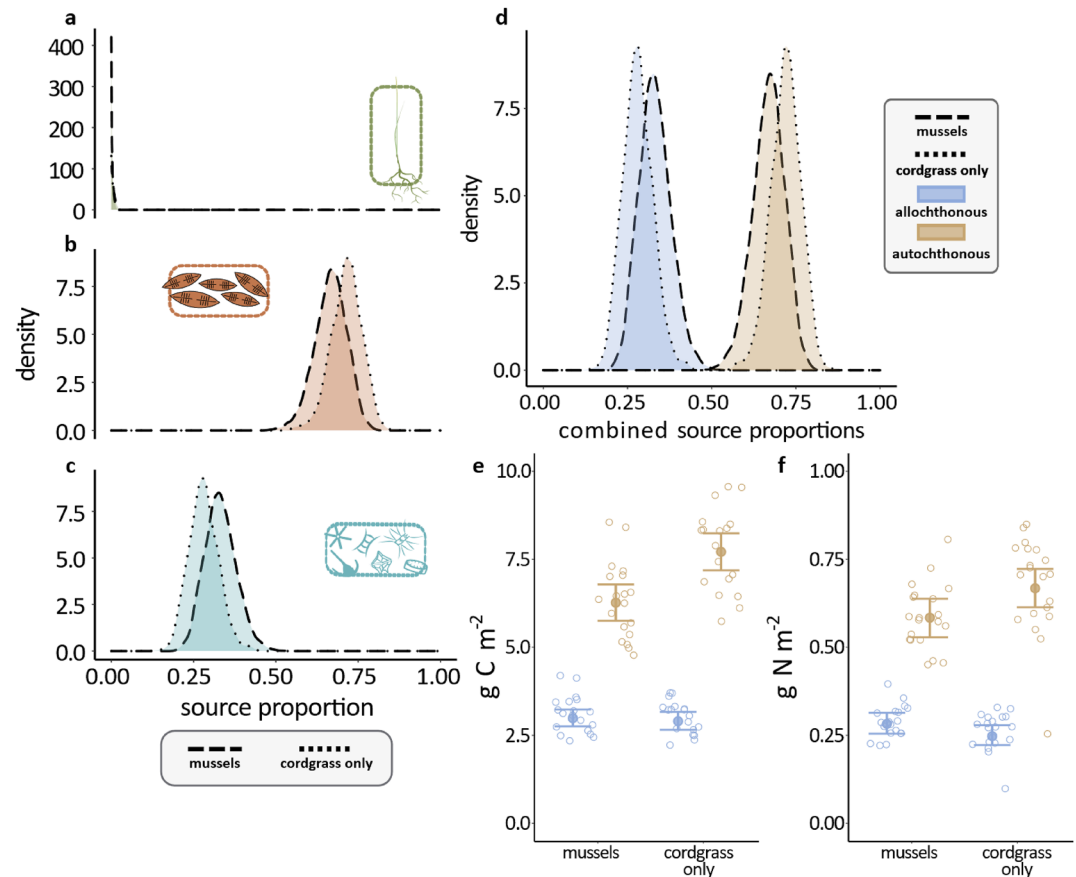 a
400
300
200
100
0
b
7.5
5.0
2.5
0.0
density
c
7.5
5.0
2.5
0.0
0.00 0.25 0.50 0.75 1.00
source proportion
mussels cordgrass only
d
7.5
5.0
2.5
0.0
density
0.00 0.25 0.50 0.75 1.00
combined source proportions
mussels
cordgrass only
allochthonous
autochthonous
e
10.0
7.5
5.0
2.5
0.0
g C m⁻²
mussels cordgrass
only
f
1.00
0.75
0.50
0.25
0.00
g N m⁻²
mussels cordgrass
only